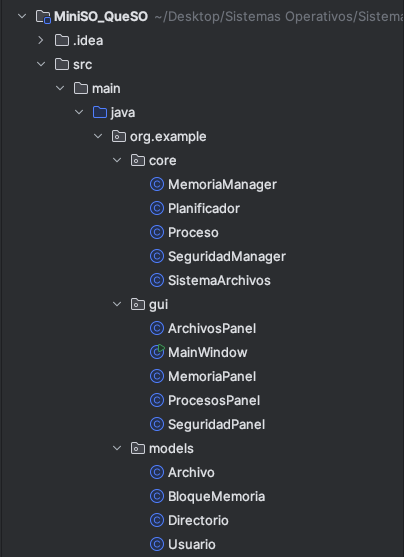 MiniSO_QueSO ~/Desktop/Sistemas Operativos/Sistema
.idea
src
main
java
org.example
core
MemoriaManager
Planificador
Proceso
SeguridadManager
SistemaArchivos
gui
ArchivosPanel
MainWindow
MemoriaPanel
ProcesosPanel
SeguridadPanel
models
Archivo
BloqueMemoria
Directorio
Usuario